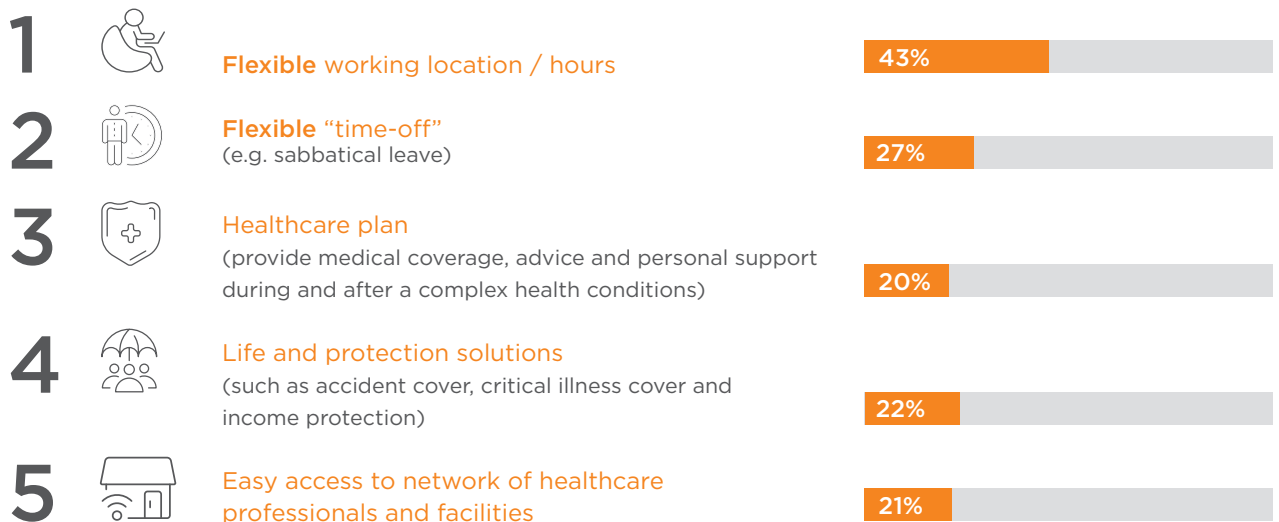 1
Flexible working location / hours
43%
2
Flexible “time-off”
(e.g. sabbatical leave)
27%
3
Healthcare plan
(provide medical coverage, advice and personal support
during and after a complex health conditions)
20%
4
Life and protection solutions
(such as accident cover, critical illness cover and
income protection)
22%
5
Easy access to network of healthcare
professionals and facilities
21%